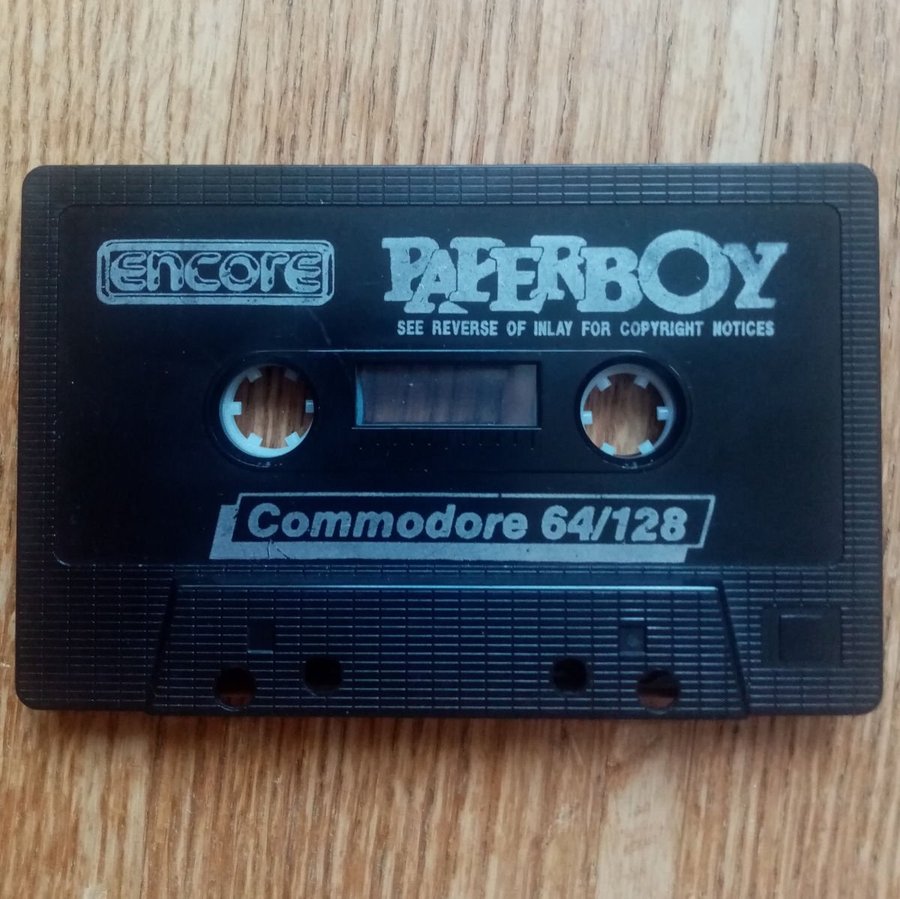 ENCORE
PAPERBOY
SEE REVERSE OF INLAY FOR COPYRIGHT NOTICES
Commodore 64/128